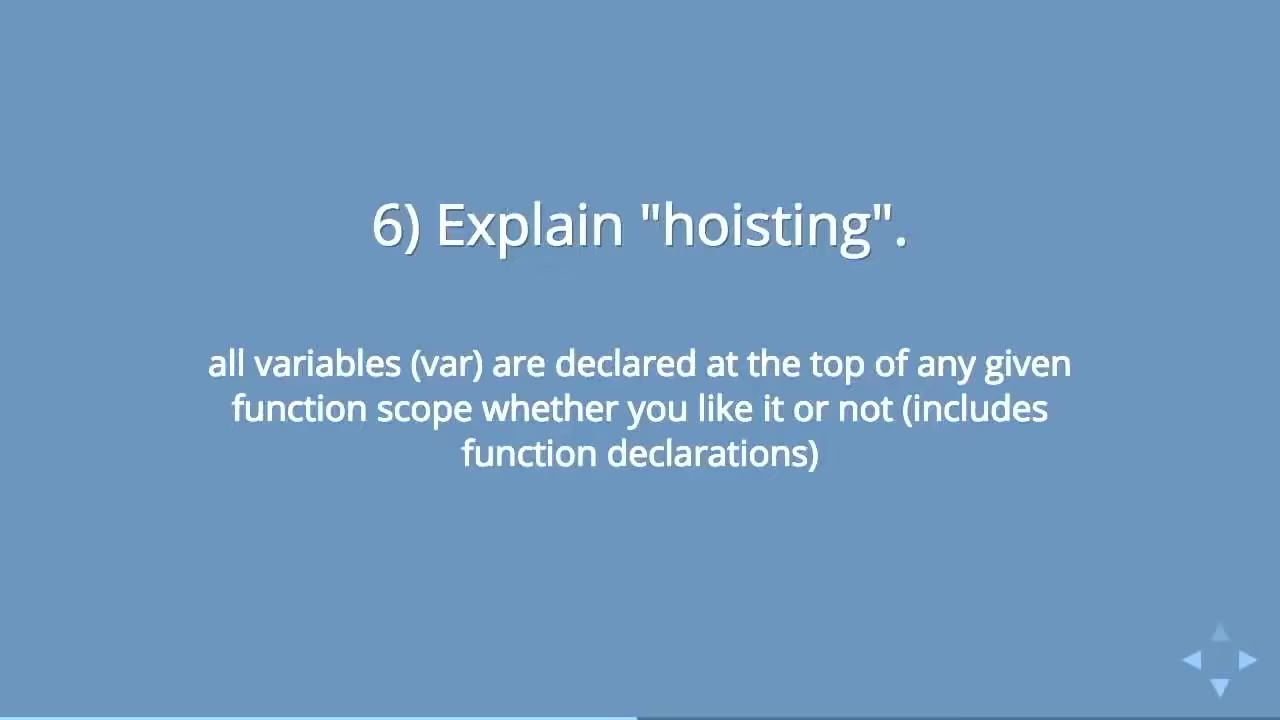 6) Explain "hoisting".
all variables (var) are declared at the top of any given
function scope whether you like it or not (includes
function declarations)